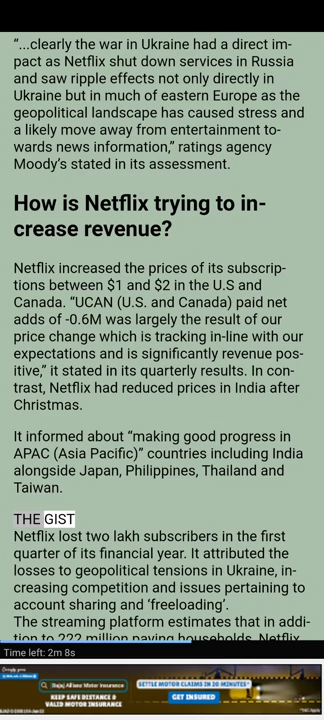 “...clearly the war in Ukraine had a direct im-
pact as Netflix shut down services in Russia
and saw ripple effects not only directly in
Ukraine but in much of eastern Europe as the
geopolitical landscape has caused stress and
a likely move away from entertainment to-
wards news information,” ratings agency
Moody’s stated in its assessment.
How is Netflix trying to in-
crease revenue?
Netflix increased the prices of its subscrip-
tions between $1 and $2 in the U.S and
Canada. “UCAN (U.S. and Canada) paid net
adds of -0.6M was largely the result of our
price change which is tracking in-line with our
expectations and is significantly revenue pos-
itive,” it stated in its quarterly results. In con-
trast, Netflix had reduced prices in India after
Christmas.
It informed about “making good progress in
APAC (Asia Pacific)” countries including India
alongside Japan, Philippines, Thailand and
Taiwan.
THE GIST
Netflix lost two lakh subscribers in the first
quarter of its financial year. It attributed the
losses to geopolitical tensions in Ukraine, in-
creasing competition and issues pertaining to
account sharing and ‘freeloading’.
The streaming platform estimates that in addi-
tion to 222 million paying households, Netflix
Time left: 2m 8s
Bajaj Allianz Motor Insurance
KEEP SAFE DISTANCE &
VALID MOTOR INSURANCE
SETTLE MOTOR CLAIMS IN 20 MINUTES*
GET INSURED